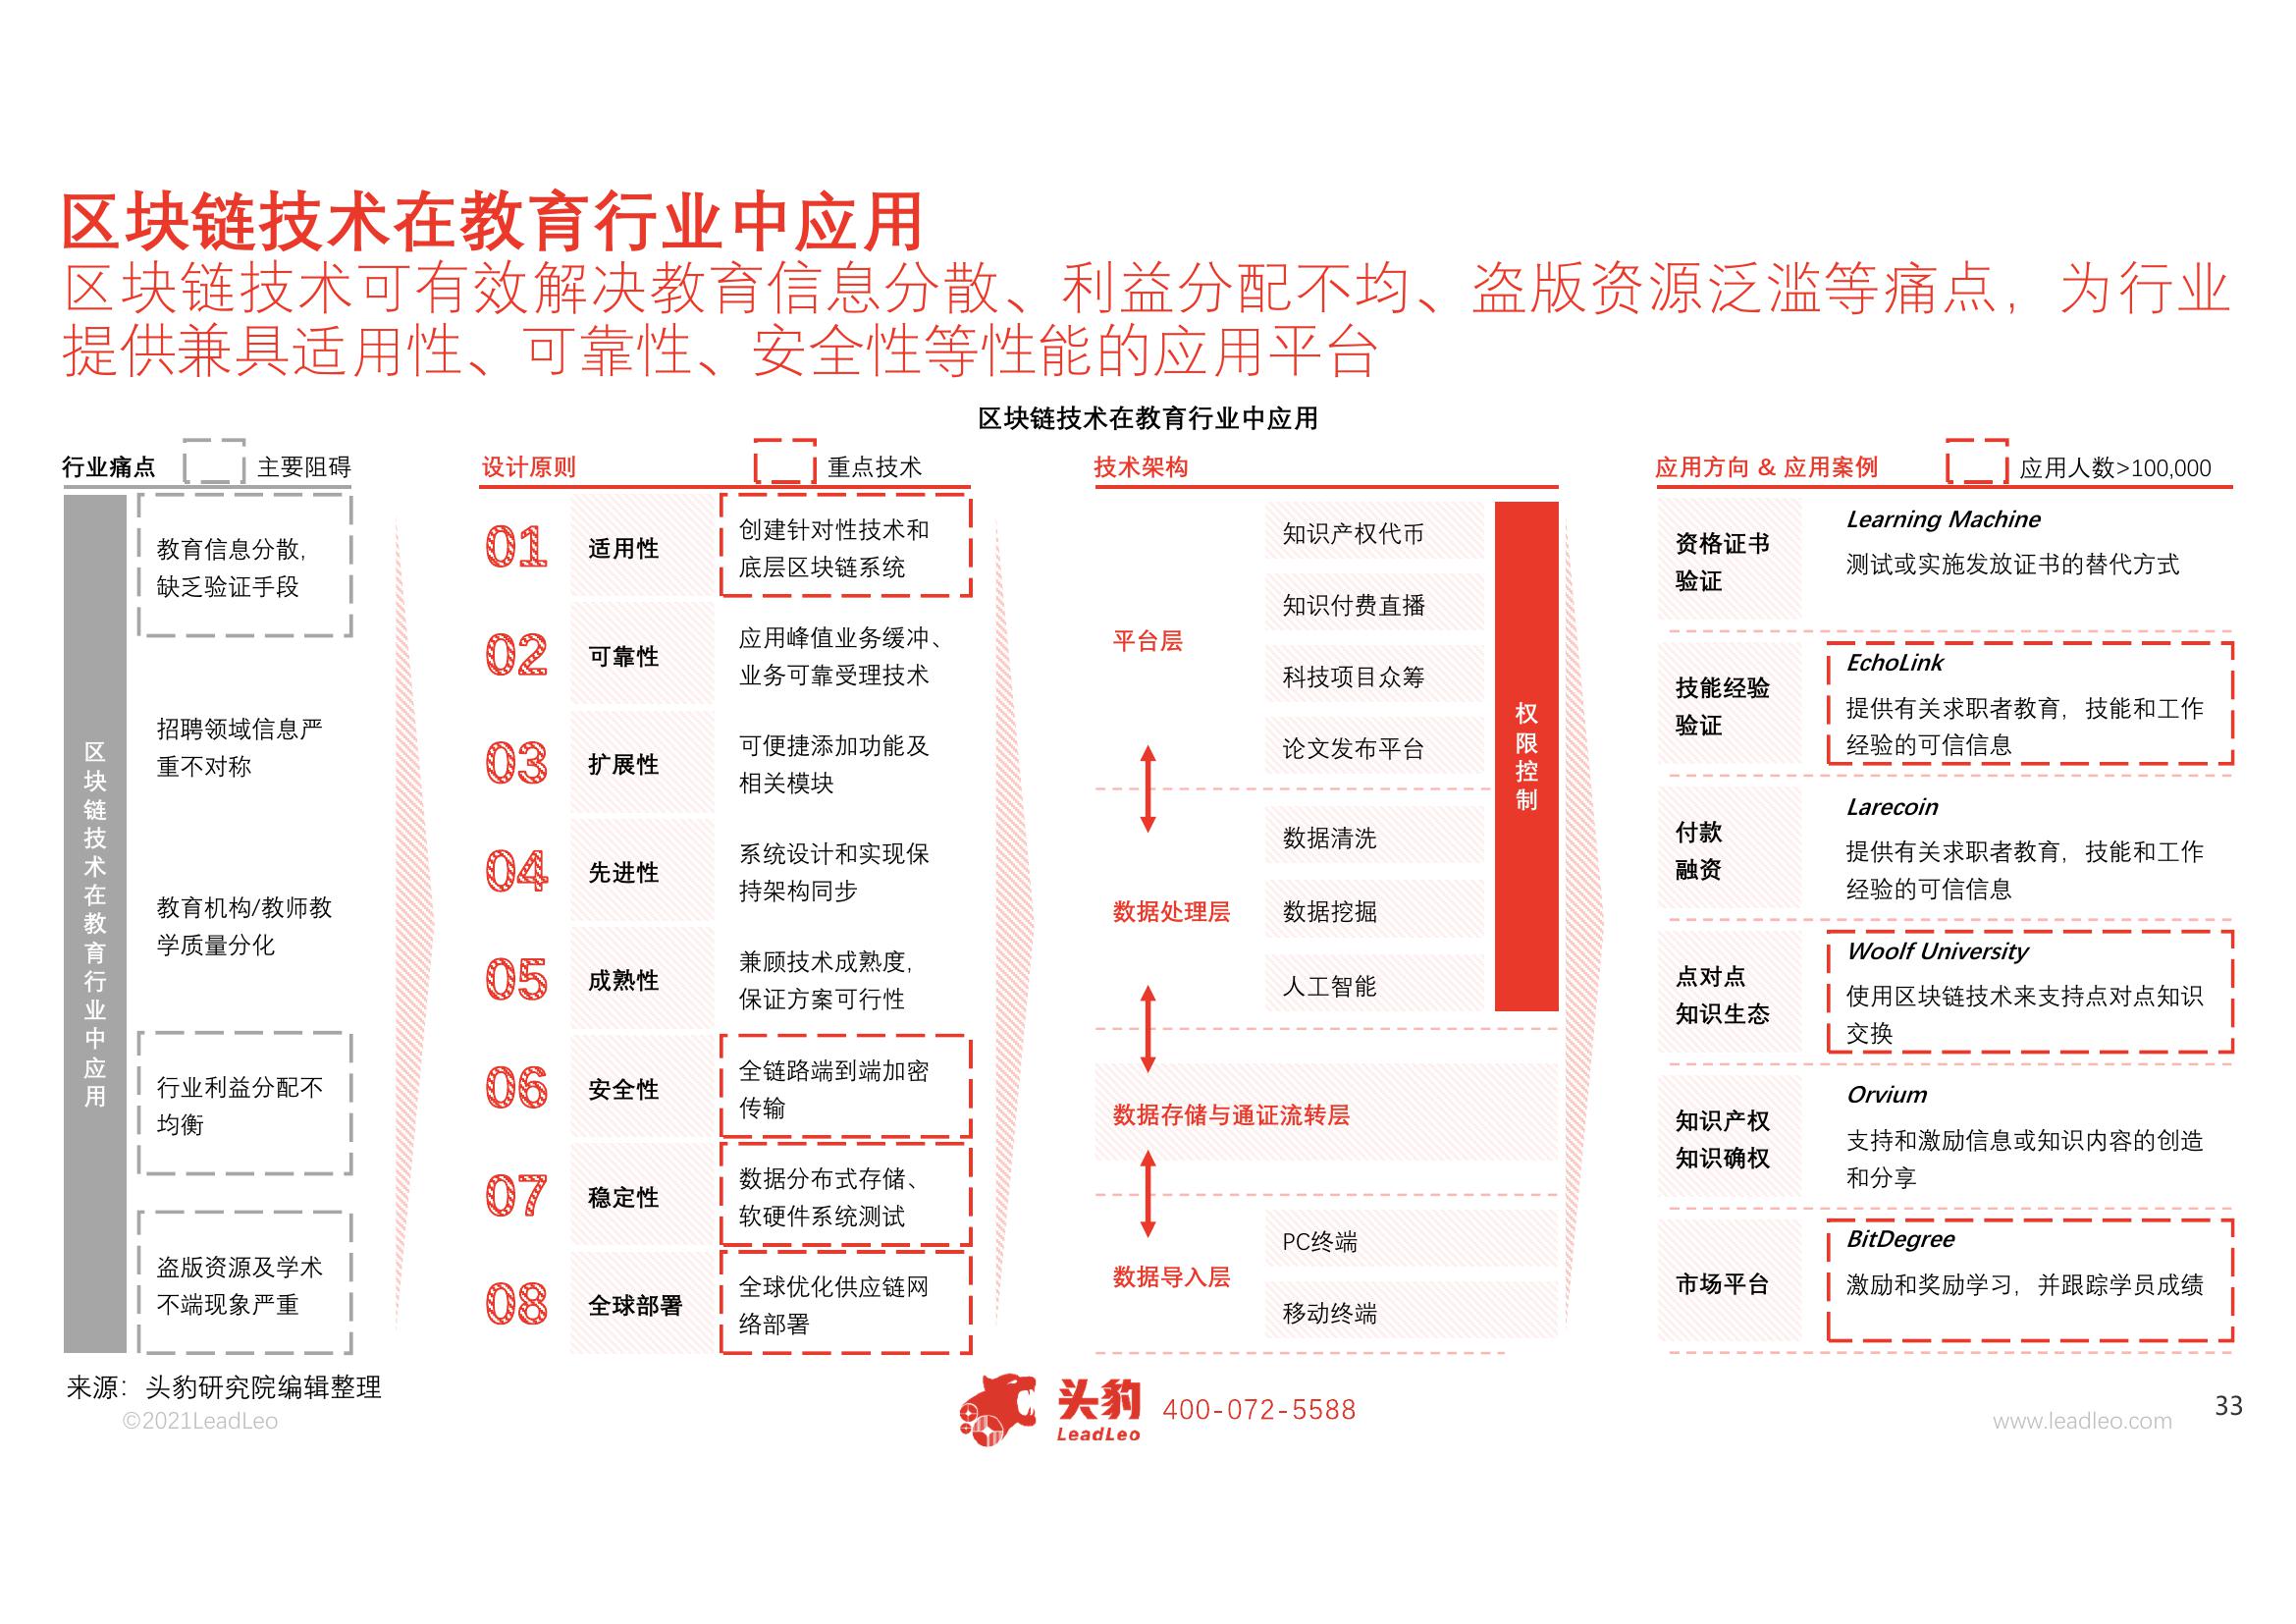 区块链技术在教育行业中应用
区块链技术可有效解决教育信息分散、利益分配不均、盗版资源泛滥等痛点，为行业
提供兼具适用性、可靠性、安全性等性能的应用平台
区块链技术在教育行业中应用
行业痛点
主要阻碍
区块链技术在教育行业中应用
教育信息分散，
缺乏验证手段
招聘领域信息严
重不对称
教育机构/教师教
学质量分化
行业利益分配不
均衡
盗版资源及学术
不端现象严重
设计原则
重点技术
01
适用性
创建针对性技术和
底层区块链系统
02
可靠性
应用峰值业务缓冲、
业务可靠受理技术
03
扩展性
可便捷添加功能及
相关模块
04
先进性
系统设计和实现保
持架构同步
05
成熟性
兼顾技术成熟度，
保证方案可行性
06
安全性
全链路端到端加密
传输
07
稳定性
数据分布式存储、
软硬件系统测试
08
全球部署
全球优化供应链网
络部署
技术架构
平台层
知识产权代币
知识付费直播
科技项目众筹
论文发布平台
数据处理层
数据清洗
数据挖掘
人工智能
权限控制
数据存储与通证流转层
数据导入层
PC终端
移动终端
应用方向 & 应用案例
应用人数>100,000
资格证书
验证
Learning Machine
测试或实施发放证书的替代方式
技能经验
验证
EchoLink
提供有关求职者教育，技能和工作
经验的可信信息
付款
融资
Larecoin
提供有关求职者教育，技能和工作
经验的可信信息
点对点
知识生态
Woolf University
使用区块链技术来支持点对点知识
交换
知识产权
知识确权
Orvium
支持和激励信息或知识内容的创造
和分享
市场平台
BitDegree
激励和奖励学习，并跟踪学员成绩
来源：头豹研究院编辑整理
©2021LeadLeo
头豹
LeadLeo
400-072-5588
www.leadleo.com
33